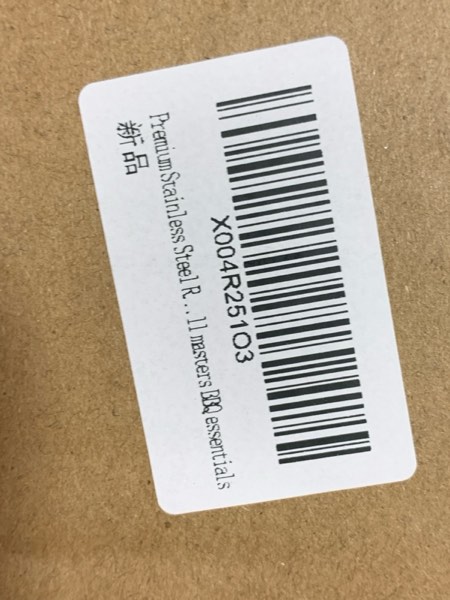 X004R251O3
Premium Stainless Steel R...ll masters BBQ essentials
新品